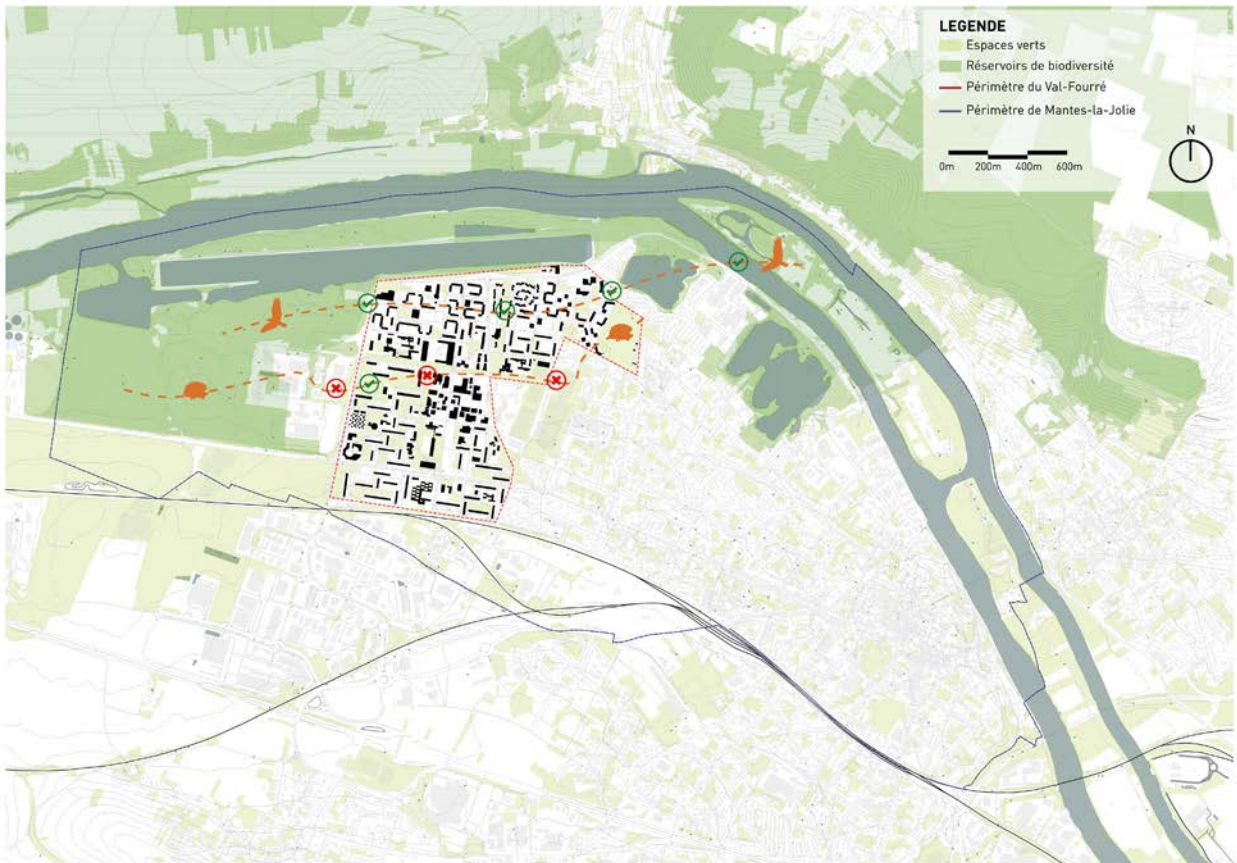 LEGENDE
Espaces verts
Réservoirs de biodiversité
Périmètre du Val-Fourré
Périmètre de Mantes-la-Jolie
N
0m 200m 400m 600m